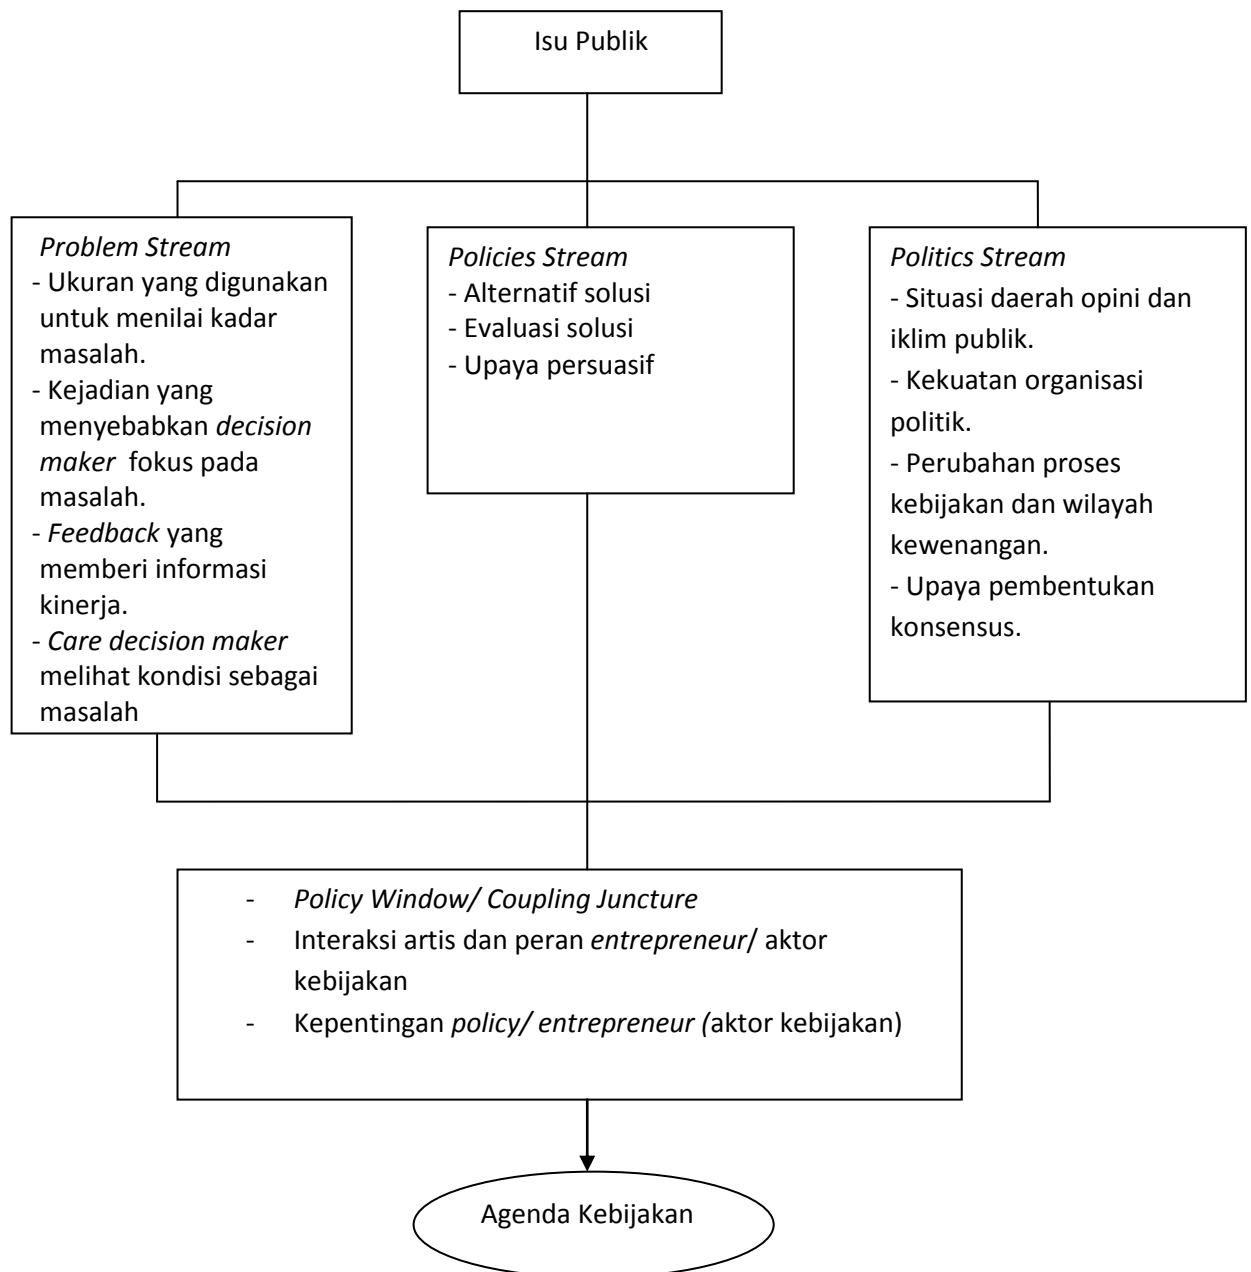 Isu Publik
Problem Stream
- Ukuran yang digunakan
untuk menilai kadar
masalah.
- Kejadian yang
menyebabkan decision
maker fokus pada
masalah.
- Feedback yang
memberi informasi
kinerja.
- Care decision maker
melihat kondisi sebagai
masalah
Policies Stream
- Alternatif solusi
- Evaluasi solusi
- Upaya persuasif
Politics Stream
- Situasi daerah opini dan
iklim publik.
- Kekuatan organisasi
politik.
- Perubahan proses
kebijakan dan wilayah
kewenangan.
- Upaya pembentukan
konsensus.
- Policy Window/ Coupling Juncture
- Interaksi artis dan peran entrepreneur/ aktor
kebijakan
- Kepentingan policy/ entrepreneur (aktor kebijakan)
Agenda Kebijakan